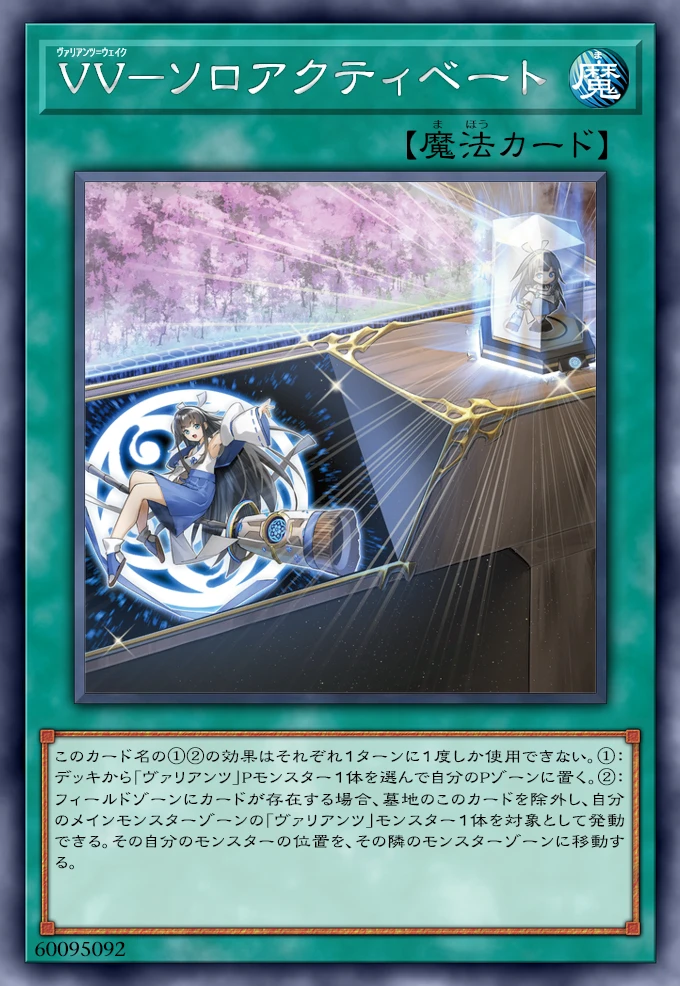 ヴァリアンツ＝ウェイク
VV－ソロアクティベート
ま
魔
ま ほう
【魔法カード】
このカード名の①②の効果はそれぞれ１ターンに１度しか使用できない。①：
デッキから「ヴァリアンツ」Pモンスター１体を選んで自分のPゾーンに置く。②：
フィールドゾーンにカードが存在する場合、墓地のこのカードを除外し、自分
のメインモンスターゾーンの「ヴァリアンツ」モンスター１体を対象として発動
できる。その自分のモンスターの位置を、その隣のモンスターゾーンに移動す
る。
60095092